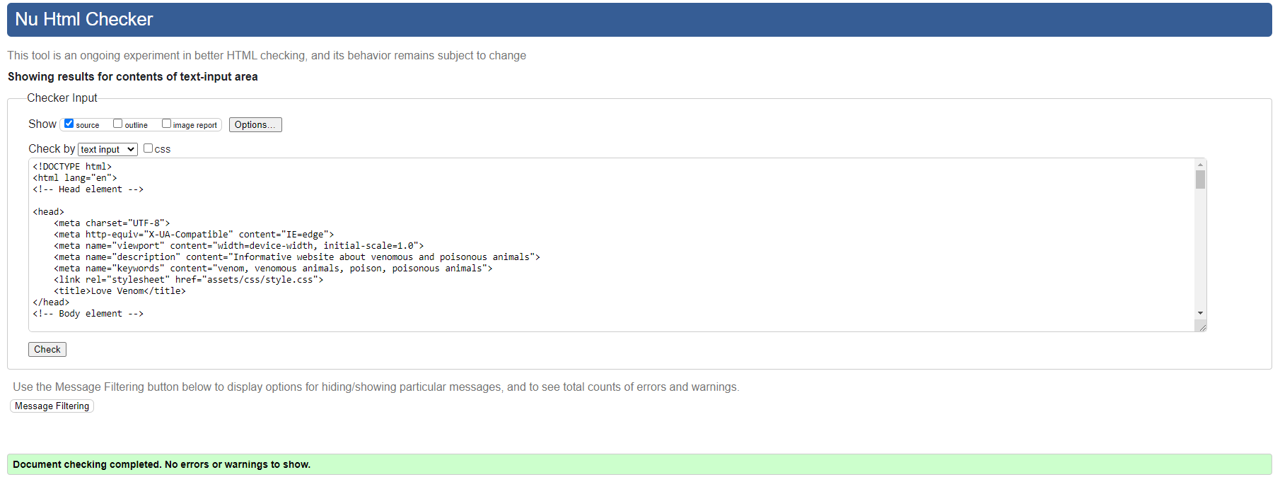 Nu Html Checker
This tool is an ongoing experiment in better HTML checking, and its behavior remains subject to change
Showing results for contents of text-input area
Checker Input
Show source outline image report Options...
Check by text input css
<!DOCTYPE html>
<html lang="en">
<!-- Head element -->
<head>
    <meta charset="UTF-8">
    <meta http-equiv="X-UA-Compatible" content="IE=edge">
    <meta name="viewport" content="width=device-width, initial-scale=1.0">
    <meta name="description" content="Informative website about venomous and poisonous animals">
    <meta name="keywords" content="venom, venomous animals, poison, poisonous animals">
    <link rel="stylesheet" href="assets/css/style.css">
    <title>Love Venom</title>
</head>
<!-- Body element -->
Check
Use the Message Filtering button below to display options for hiding/showing particular messages, and to see total counts of errors and warnings.
Message Filtering
Document checking completed. No errors or warnings to show.